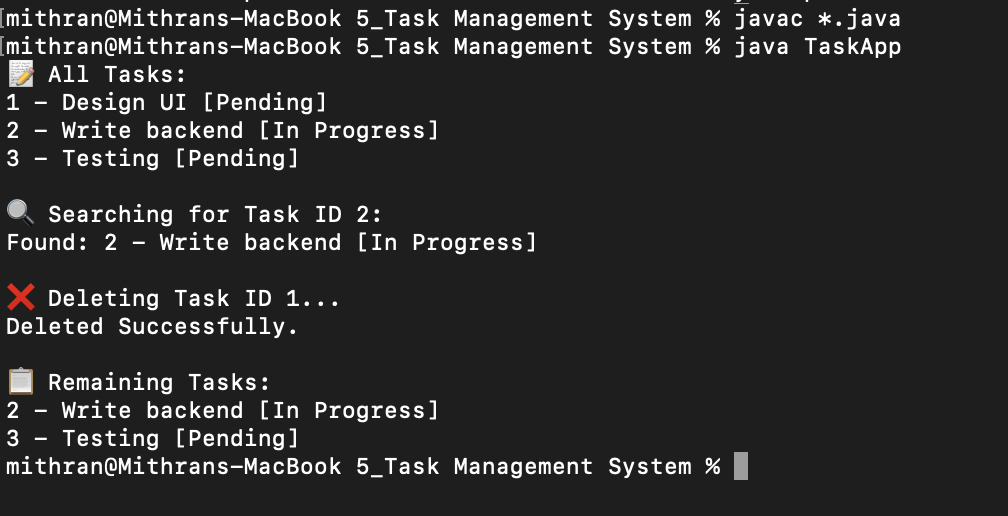 [mithran@Mithrans-MacBook 5_Task Management System % javac *.java
[mithran@Mithrans-MacBook 5_Task Management System % java TaskApp
📝 All Tasks:
1 - Design UI [Pending]
2 - Write backend [In Progress]
3 - Testing [Pending]
🔍 Searching for Task ID 2:
Found: 2 - Write backend [In Progress]
❌ Deleting Task ID 1...
Deleted Successfully.
📋 Remaining Tasks:
2 - Write backend [In Progress]
3 - Testing [Pending]
mithran@Mithrans-MacBook 5_Task Management System %